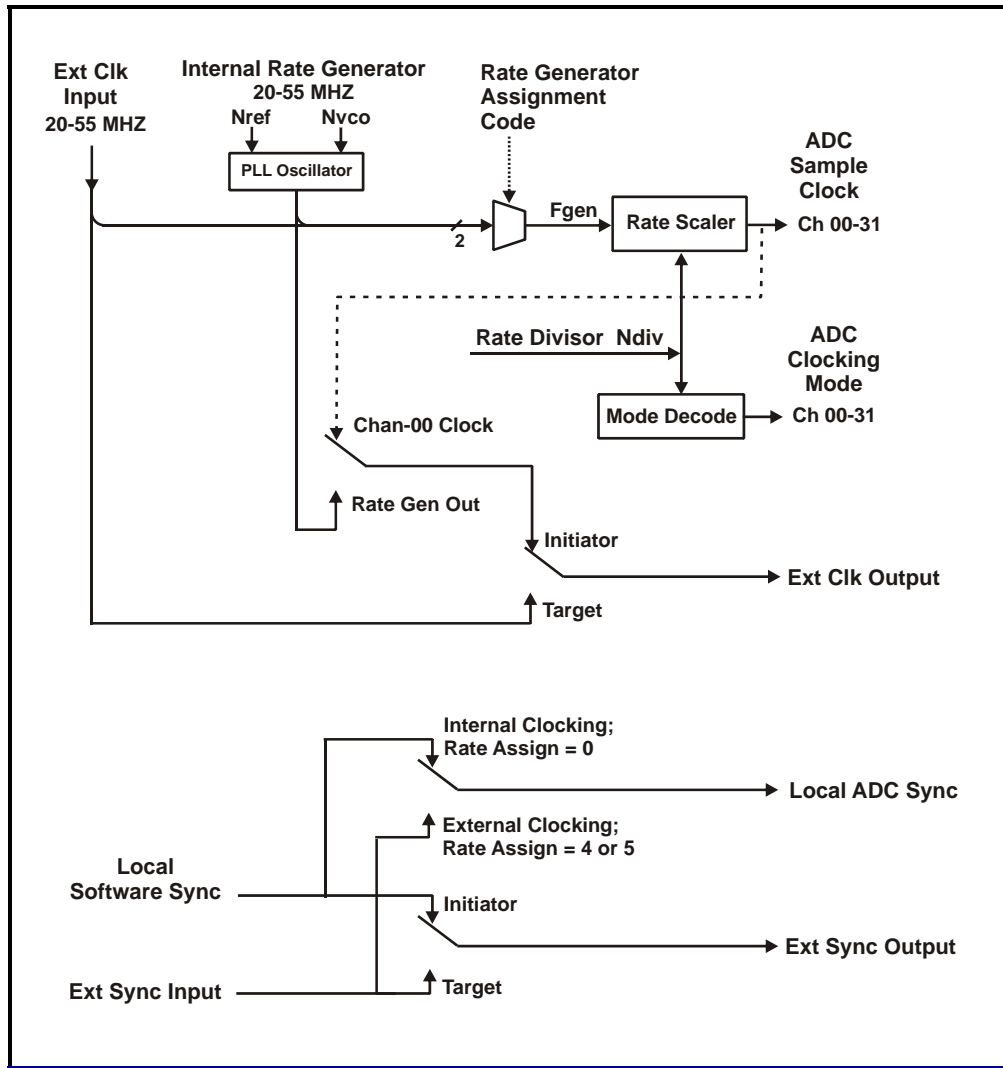 Ext Clk
Input
20-55 MHZ
Internal Rate Generator
20-55 MHZ
Nref
Nvco
PLL Oscillator
Rate Generator
Assignment
Code
2
Fgen
Rate Scaler
ADC
Sample
Clock
Ch 00-31
Rate Divisor Ndiv
ADC
Clocking
Mode
Mode Decode
Ch 00-31
Chan-00 Clock
Rate Gen Out
Initiator
Ext Clk Output
Target
Internal Clocking;
Rate Assign = 0
Local ADC Sync
External Clocking;
Rate Assign = 4 or 5
Local
Software Sync
Initiator
Ext Sync Output
Ext Sync Input
Target